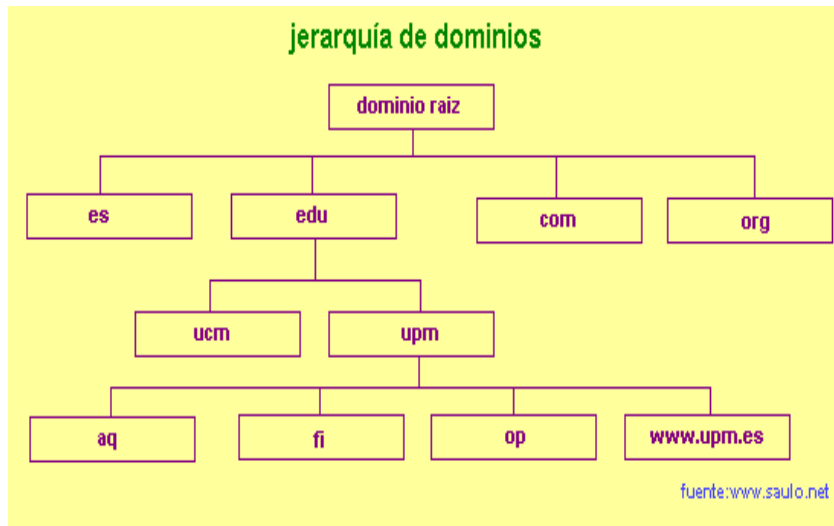 jerarquía de dominios
dominio raiz
es edu com org
ucm upm
aq fi op www.upm.es
fuente:www.saulo.net